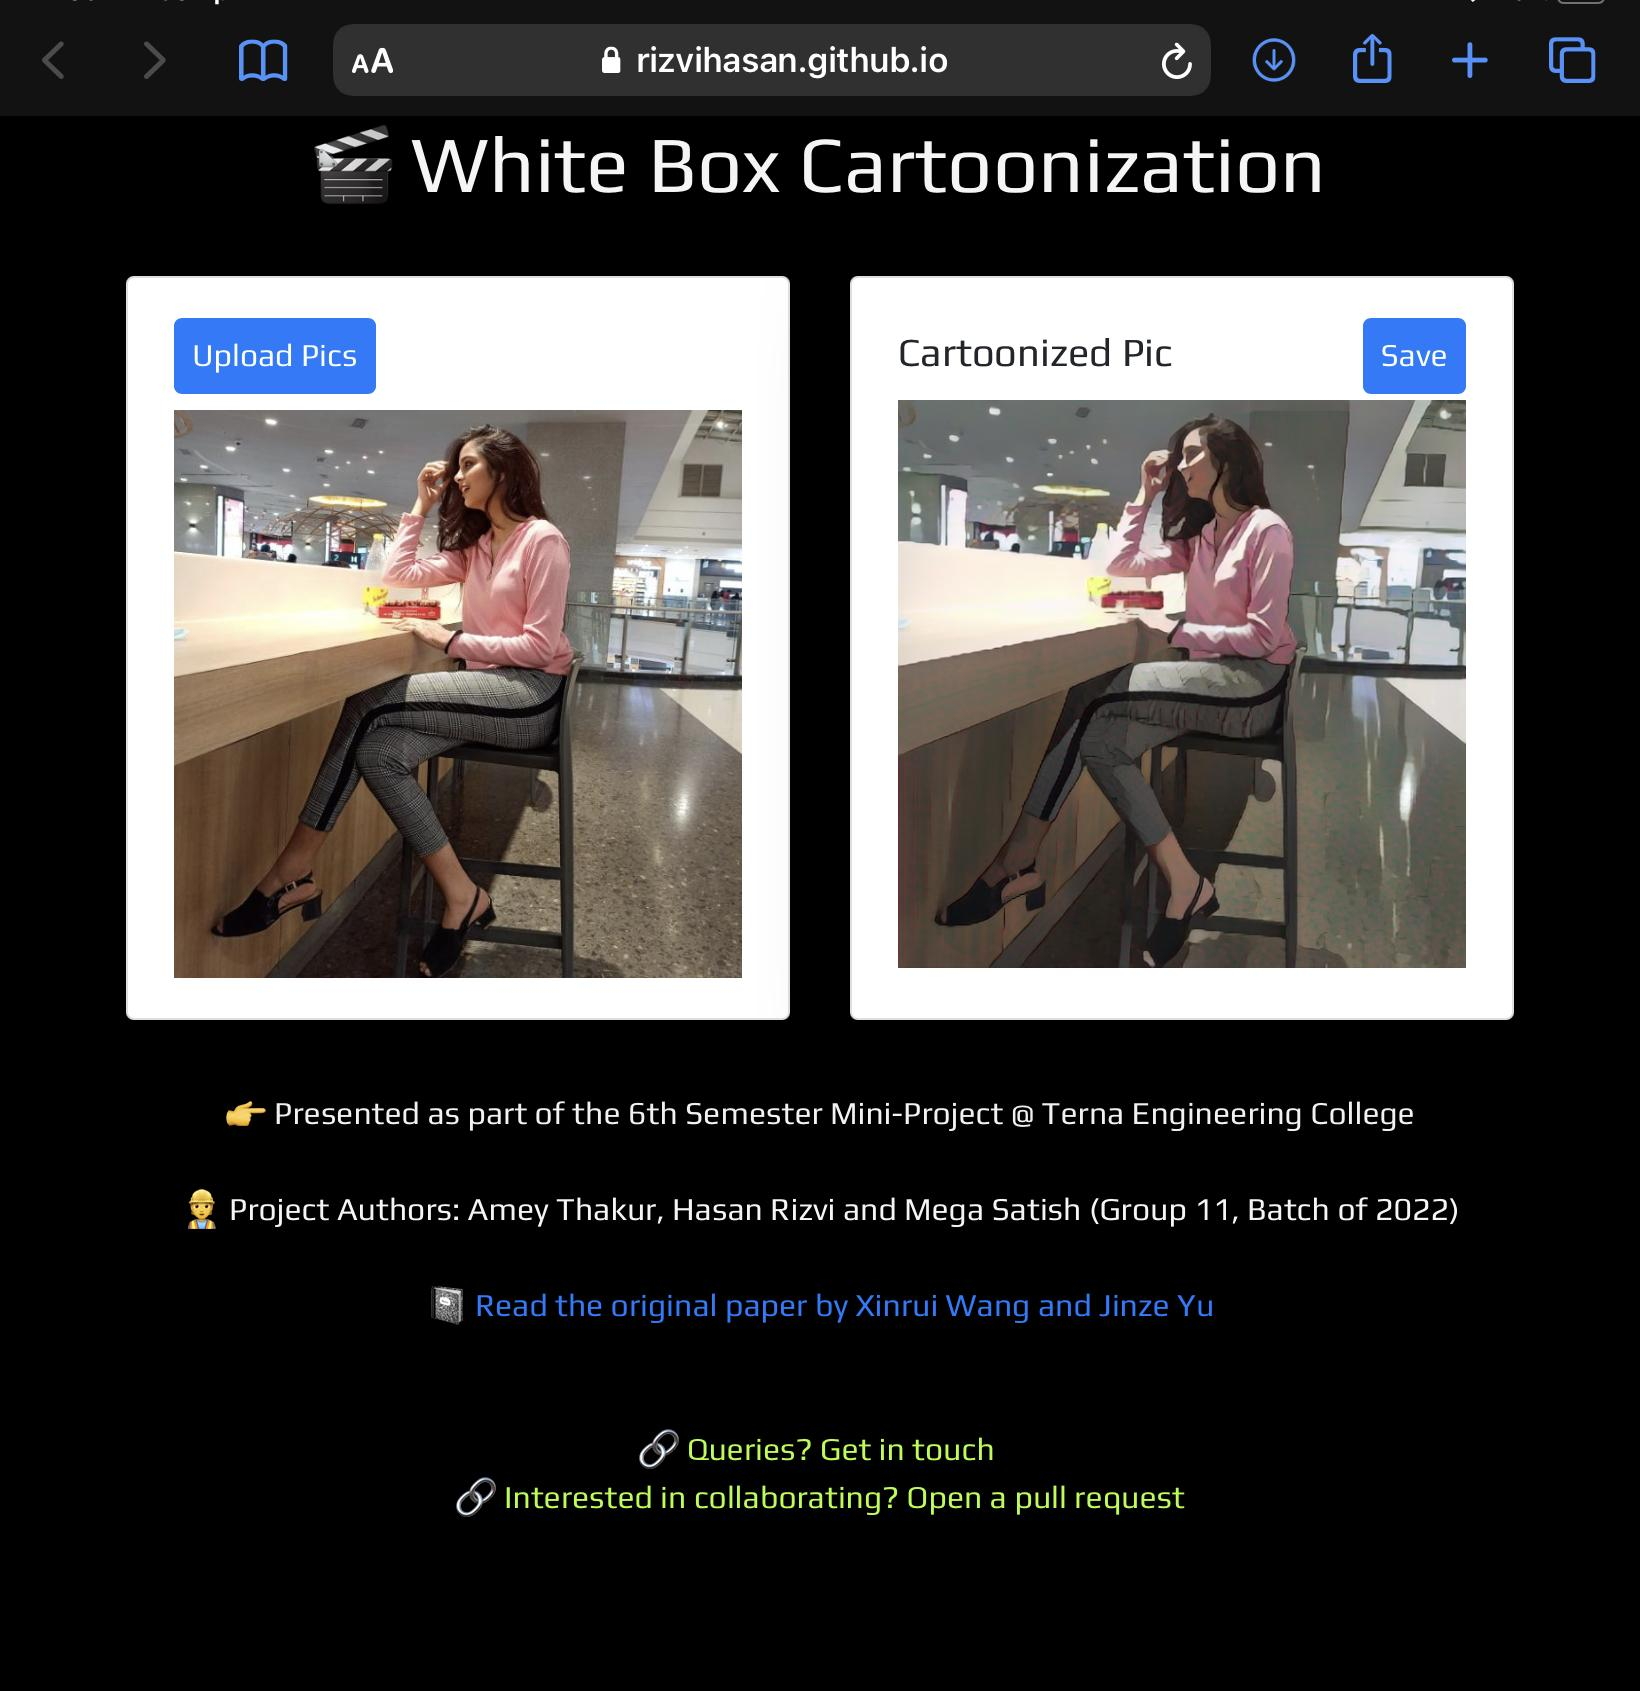 AA
rizvihasan.github.io
🎬 White Box Cartoonization
Upload Pics
Cartoonized Pic
Save
👉 Presented as part of the 6th Semester Mini-Project @ Terna Engineering College
👷 Project Authors: Amey Thakur, Hasan Rizvi and Mega Satish (Group 11, Batch of 2022)
📓 Read the original paper by Xinrui Wang and Jinze Yu
🔗 Queries? Get in touch
🔗 Interested in collaborating? Open a pull request